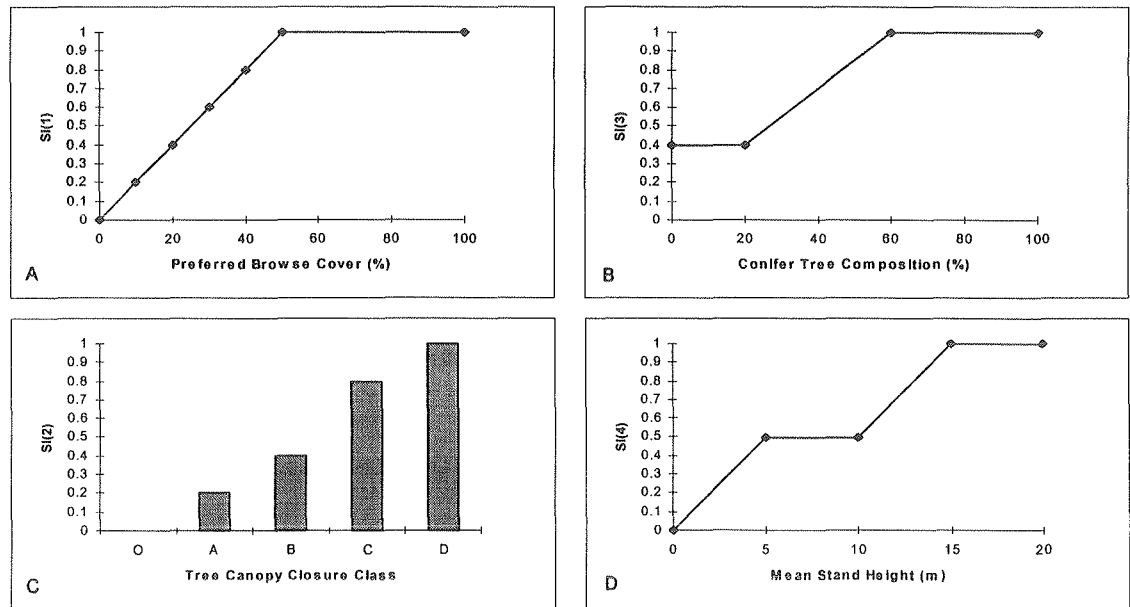 SI(1)
1
0.9
0.8
0.7
0.6
0.5
0.4
0.3
0.2
0.1
0
0 20 40 60 80 100
Preferred Browse Cover (%)
A
SI(3)
1
0.9
0.8
0.7
0.6
0.5
0.4
0.3
0.2
0.1
0
0 20 40 60 80 100
Conifer Tree Composition (%)
B
SI(2)
1
0.9
0.8
0.7
0.6
0.5
0.4
0.3
0.2
0.1
0
O A B C D
Tree Canopy Closure Class
C
SI(4)
1
0.9
0.8
0.7
0.6
0.5
0.4
0.3
0.2
0.1
0
0 5 10 15 20
Mean Stand Height (m)
D